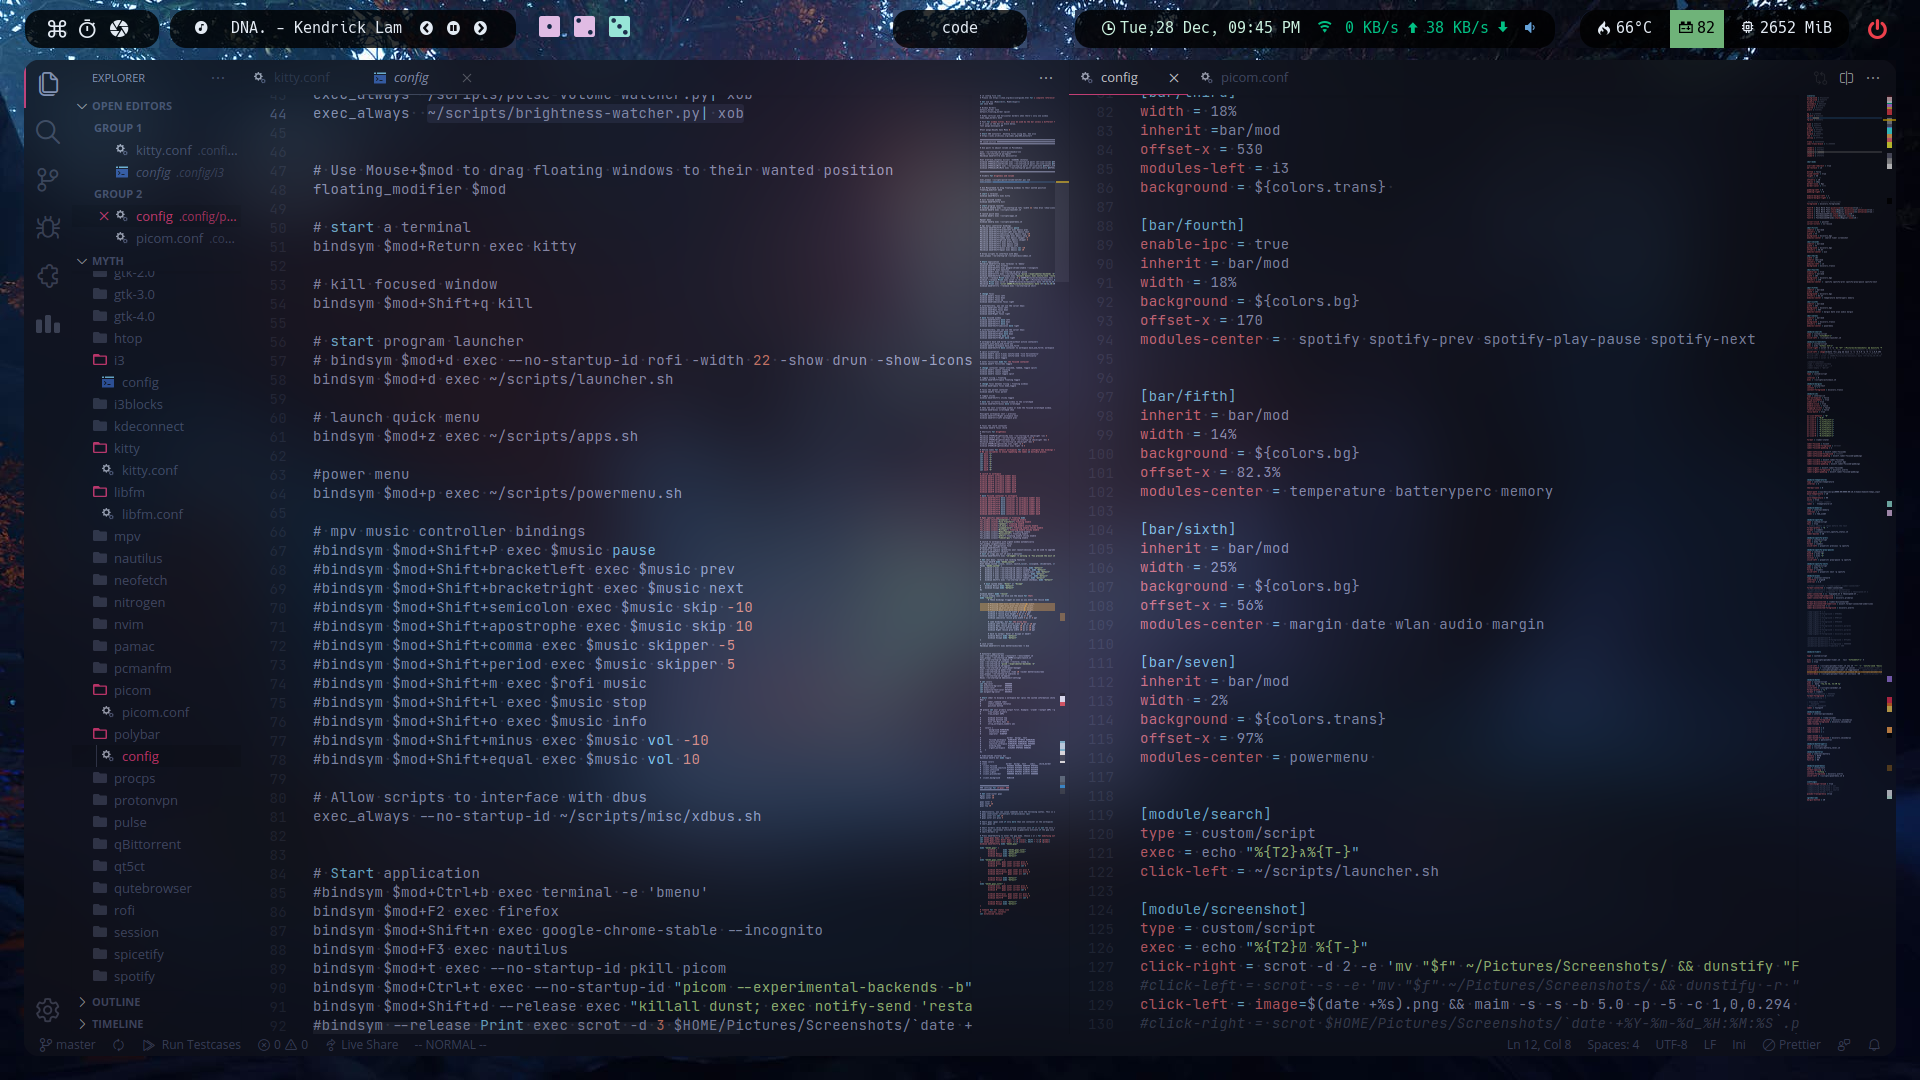 DNA. - Kendrick Lam
code
Tue,28 Dec, 09:45 PM
0 KB/s
38 KB/s
66°C
82
2652 MiB
EXPLORER
OPEN EDITORS
GROUP 1
kitty.conf .confi...
config .config/i3
GROUP 2
config .config/p...
picom.conf .co...
MYTH
gtk-2.0
gtk-3.0
gtk-4.0
htop
i3
config
i3blocks
kdeconnect
kitty
kitty.conf
libfm
libfm.conf
mpv
nautilus
neofetch
nitrogen
nvim
pamac
pcmanfm
picom
picom.conf
polybar
config
procps
protonvpn
pulse
qBittorrent
qt5ct
qutebrowser
rofi
session
spicetify
spotify
OUTLINE
TIMELINE
kitty.conf
config
43 exec_always ~/scripts/pulse-volume-watcher.py| xob
44 exec_always ~/scripts/brightness-watcher.py| xob
45
46
47 # Use Mouse+$mod to drag floating windows to their wanted position
48 floating_modifier $mod
49
50 # start a terminal
51 bindsym $mod+Return exec kitty
52
53 # kill focused window
54 bindsym $mod+Shift+q kill
55
56 # start program launcher
57 # bindsym $mod+d exec --no-startup-id rofi -width 22 -show drun -show-icons
58 bindsym $mod+d exec ~/scripts/launcher.sh
59
60 # launch quick menu
61 bindsym $mod+z exec ~/scripts/apps.sh
62
63 #power menu
64 bindsym $mod+p exec ~/scripts/powermenu.sh
65
66 # mpv music controller bindings
67 #bindsym $mod+Shift+P exec $music pause
68 #bindsym $mod+Shift+bracketleft exec $music prev
69 #bindsym $mod+Shift+bracketright exec $music next
70 #bindsym $mod+Shift+semicolon exec $music skip -10
71 #bindsym $mod+Shift+apostrophe exec $music skip 10
72 #bindsym $mod+Shift+comma exec $music skipper -5
73 #bindsym $mod+Shift+period exec $music skipper 5
74 #bindsym $mod+Shift+m exec $rofi music
75 #bindsym $mod+Shift+l exec $music stop
76 #bindsym $mod+Shift+o exec $music info
77 #bindsym $mod+Shift+minus exec $music vol -10
78 #bindsym $mod+Shift+equal exec $music vol 10
79
80 # Allow scripts to interface with dbus
81 exec_always --no-startup-id ~/scripts/misc/xdbus.sh
82
83
84 # Start application
85 #bindsym $mod+Ctrl+b exec terminal -e 'bmenu'
86 bindsym $mod+F2 exec firefox
87 bindsym $mod+Shift+n exec google-chrome-stable --incognito
88 bindsym $mod+F3 exec nautilus
89 bindsym $mod+t exec --no-startup-id pkill picom
90 bindsym $mod+Ctrl+t exec --no-startup-id "picom --experimental-backends -b"
91 bindsym $mod+Shift+d --release exec "killall dunst; exec notify-send 'resta
92 #bindsym --release Print exec scrot -d 3 $HOME/Pictures/Screenshots/`date +
config
picom.conf
[bar/third]
82 width = 18%
83 inherit =bar/mod
84 offset-x = 530
85 modules-left = i3
86 background = ${colors.trans}
87
88 [bar/fourth]
89 enable-ipc = true
90 inherit = bar/mod
91 width = 18%
92 background = ${colors.bg}
93 offset-x = 170
94 modules-center = spotify spotify-prev spotify-play-pause spotify-next
95
96
97 [bar/fifth]
98 inherit = bar/mod
99 width = 14%
100 background = ${colors.bg}
101 offset-x = 82.3%
102 modules-center = temperature batteryperc memory
103
104 [bar/sixth]
105 inherit = bar/mod
106 width = 25%
107 background = ${colors.bg}
108 offset-x = 56%
109 modules-center = margin date wlan audio margin
110
111 [bar/seven]
112 inherit = bar/mod
113 width = 2%
114 background = ${colors.trans}
115 offset-x = 97%
116 modules-center = powermenu
117
118
119 [module/search]
120 type = custom/script
121 exec = echo "%{T2}λ%{T-}"
122 click-left = ~/scripts/launcher.sh
123
124 [module/screenshot]
125 type = custom/script
126 exec = echo "%{T2} %{T-}"
127 click-right = scrot -d 2 -e 'mv "$f" ~/Pictures/Screenshots/ && dunstify "F
128 #click-left = scrot -s -e 'mv "$f" ~/Pictures/Screenshots/ && dunstify -r "
129 click-left = image=$(date +%s).png && maim -s -s -b 5.0 -p -5 -c 1,0,0.294
130 #click-right = scrot $HOME/Pictures/Screenshots/`date +%Y-%m-%d_%H:%M:%S`.p
master
Run Testcases
0
0
Live Share
-- NORMAL --
Ln 12, Col 8
Spaces: 4
UTF-8
LF
Ini
Prettier